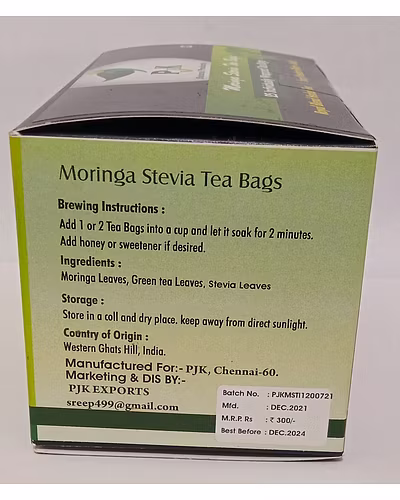 PJK
Moringa Stevia Tea Bags
Brewing Instructions :
Add 1 or 2 Tea Bags into a cup and let it soak for 2 minutes.
Add honey or sweetener if desired.
Ingredients :
Moringa Leaves, Green tea Leaves, Stevia Leaves
Storage :
Store in a coll and dry place. keep away from direct sunlight.
Country of Origin :
Western Ghats Hill, India.
Manufactured For:- PJK, Chennai-60.
Marketing & DIS BY:-
PJK EXPORTS
sreep499@gmail.com
Batch No. : PJKMSTI1200721
Mfd. : DEC.2021
M.R.P. Rs : ₹ 300/-
Best Before : DEC.2024